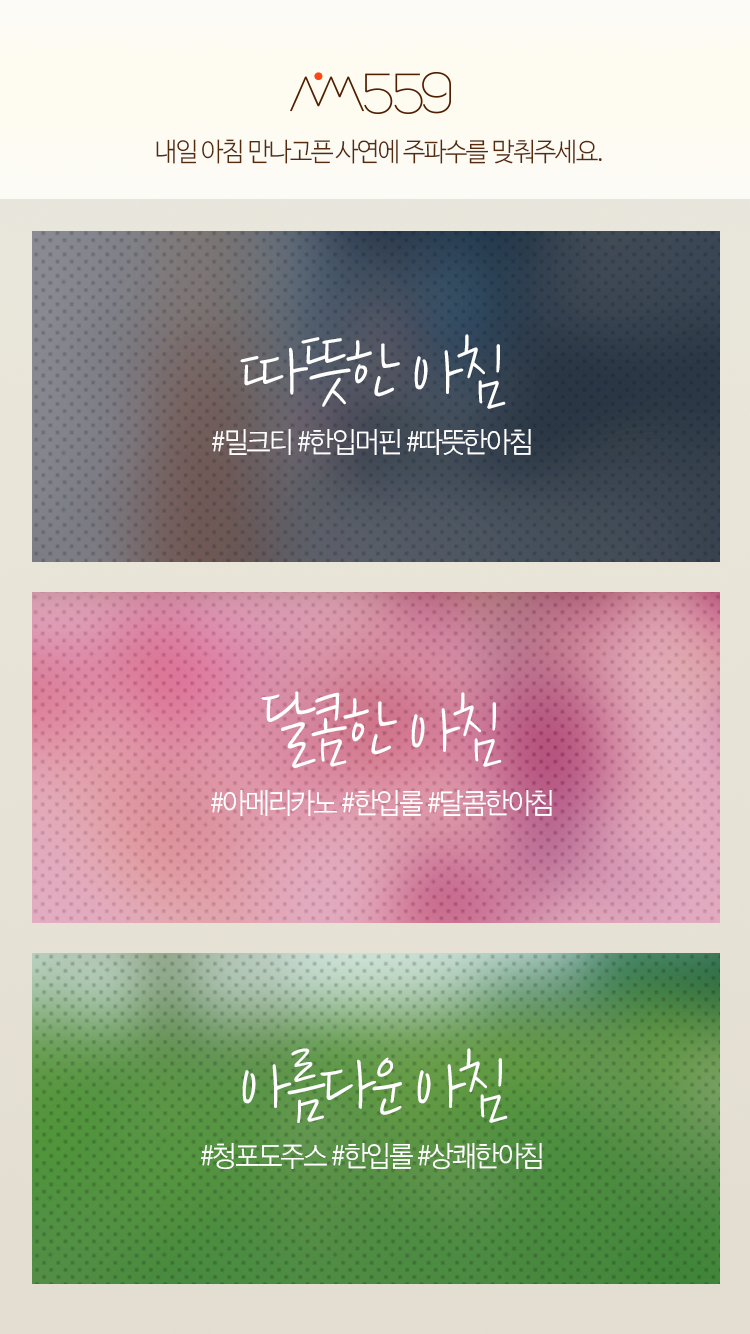 AM559
내일 아침 만나고픈 사연에 주파수를 맞춰주세요.
따뜻한 아침
#밀크티 #한입머핀 #따뜻한아침
달콤한 아침
#아메리카노 #한입롤 #달콤한아침
아름다운 아침
#청포도주스 #한입롤 #상쾌한아침